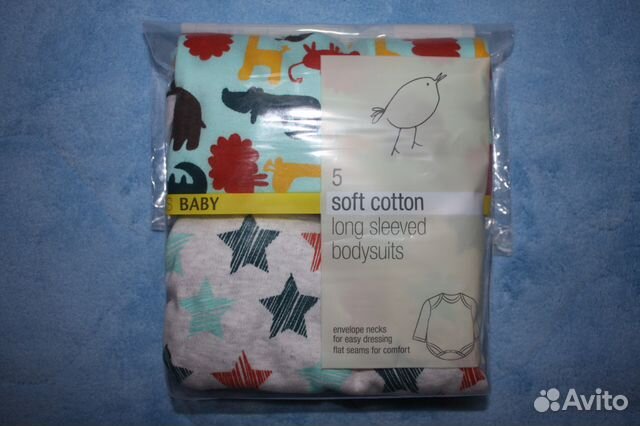 5
soft cotton
long sleeved
bodysuits
S BABY
envelope necks
for easy dressing
flat seams for comfort
Avito